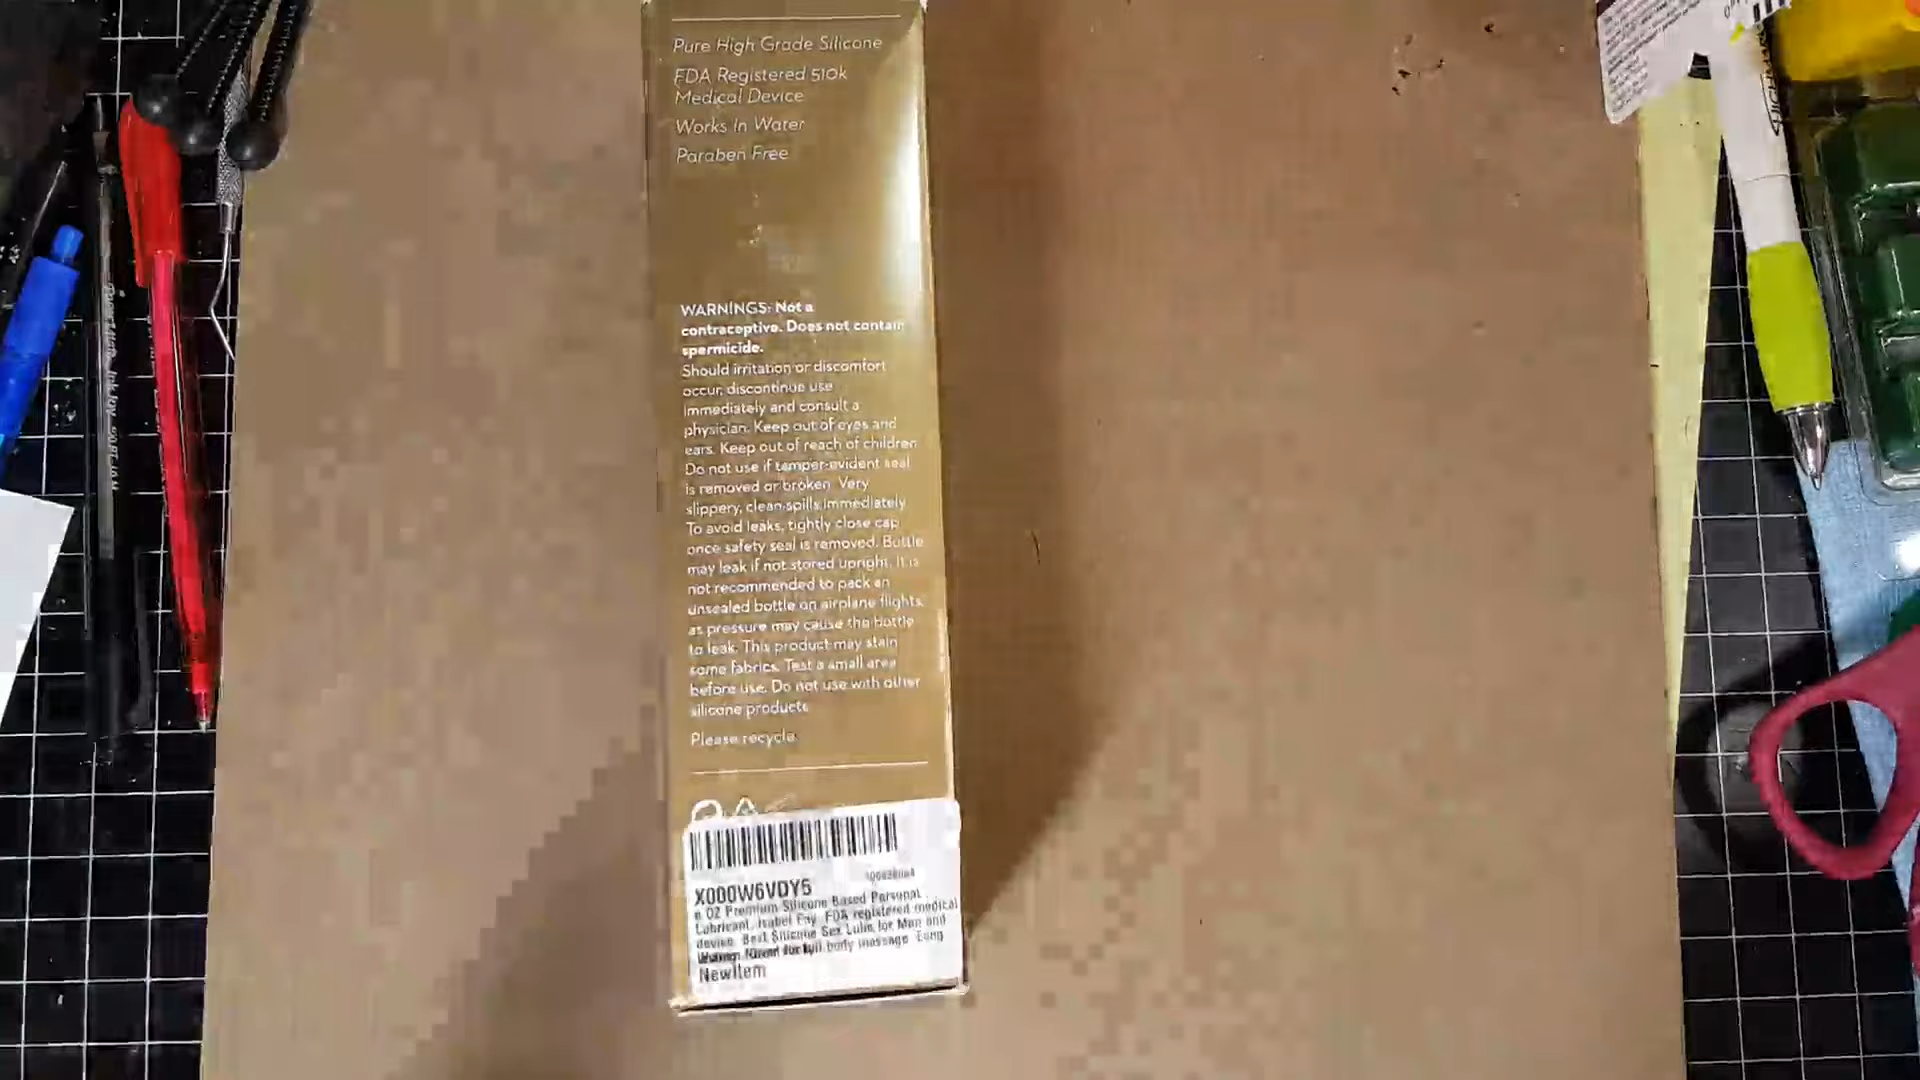 Pure High Grade Silicone
FDA Registered 510k
Medical Device
Works In Water
Paraben Free
WARNINGS: Not a
contraceptive. Does not contain
spermicide.
Should irritation or discomfort
occur, discontinue use
immediately and consult a
physician. Keep out of eyes and
ears. Keep out of reach of children
Do not use if tamper-evident seal
is removed or broken. Very
slippery, clean spills immediately
To avoid leaks, tightly close cap
once safety seal is removed. Bottle
may leak if not stored upright. It is
not recommended to pack an
unsealed bottle on airplane flights,
as pressure may cause the bottle
to leak. This product may stain
some fabrics. Test a small area
before use. Do not use with other
silicone products
Please recycle.
X000W6VDY5
OZ Premium Silicone Based Personal
Lubricant, Isabel Fay, FDA registered medical
device. Best Silicone Sex Lube for Men and
body massage. Long
NewItem